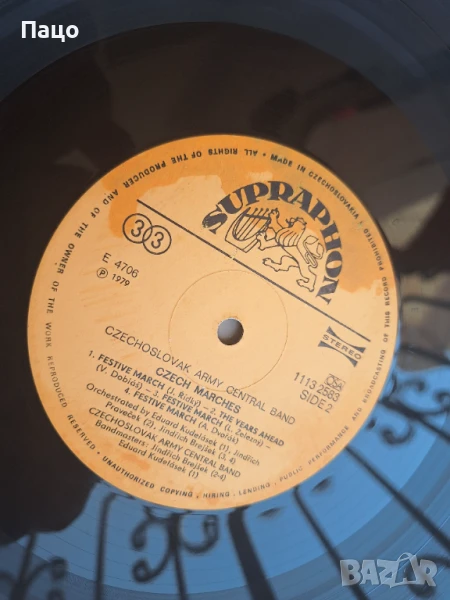 Пацо
• MADE IN CZECHOSLOVAKIA • ALL RIGHTS OF THE PRODUCER AND OF THE OWNER OF THE WORK REPRODUCED RESERVED • UNAUTHORIZED COPYING • HIRING • LENDING • PUBLIC PERFORMANCE AND BROADCASTING OF THIS RECORD PROHIBITED
SUPRAPHON
33
E 4706
Ⓟ 1979
STEREO
1113 2583
SIDE 2
CZECHOSLOVAK ARMY CENTRAL BAND
CZECH MARCHES
1. FESTIVE MARCH (J. Řídký) – 2. THE YEARS AHEAD
(V. Dobiáš) – 3. FESTIVE MARCH (L. Železný) –
4. FESTIVE MARCH (A. Dvořák)
Orchestrated by Eduard Kudelásek (1), Jindřich
Praveček (2), Jindřich Brejšek (3, 4)
CZECHOSLOVAK ARMY CENTRAL BAND
Bandmasters: Jindřich Brejšek (2-4)
Eduard Kudelásek (1)
BAZAR